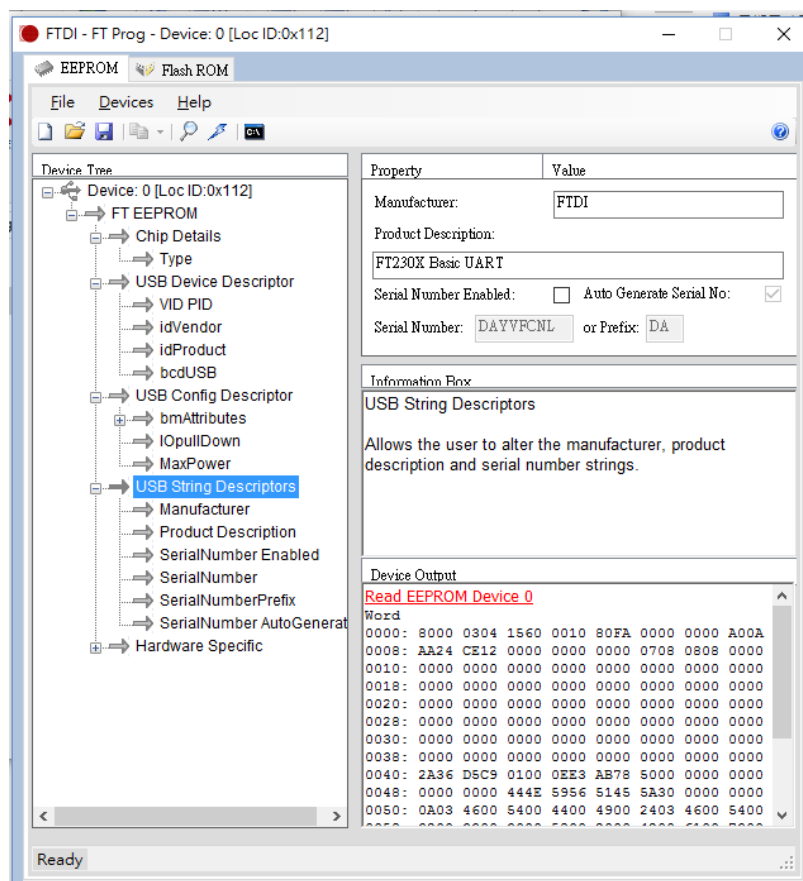 FTDI - FT Prog - Device: 0 [Loc ID:0x112]
EEPROM
Flash ROM
File Devices Help
Device Tree
Device: 0 [Loc ID:0x112]
FT EEPROM
Chip Details
Type
USB Device Descriptor
VID PID
idVendor
idProduct
bcdUSB
USB Config Descriptor
bmAttributes
IOpullDown
MaxPower
USB String Descriptors
Manufacturer
Product Description
SerialNumber Enabled
SerialNumber
SerialNumberPrefix
SerialNumber AutoGenerat
Hardware Specific
Property Value
Manufacturer: FTDI
Product Description:
FT230X Basic UART
Serial Number Enabled: Auto Generate Serial No:
Serial Number: DAYVFCNL or Prefix: DA
Information Box
USB String Descriptors
Allows the user to alter the manufacturer, product
description and serial number strings.
Device Output
Read EEPROM Device 0
Word
0000: 8000 0304 1560 0010 80FA 0000 0000 A00A
0008: AA24 CE12 0000 0000 0000 0708 0808 0000
0010: 0000 0000 0000 0000 0000 0000 0000 0000
0018: 0000 0000 0000 0000 0000 0000 0000 0000
0020: 0000 0000 0000 0000 0000 0000 0000 0000
0028: 0000 0000 0000 0000 0000 0000 0000 0000
0030: 0000 0000 0000 0000 0000 0000 0000 0000
0038: 0000 0000 0000 0000 0000 0000 0000 0000
0040: 2A36 D5C9 0100 0EE3 AB78 5000 0000 0000
0048: 0000 0000 444E 5956 5145 5A30 0000 0000
0050: 0A03 4600 5400 4400 4900 2403 4600 5400
Ready